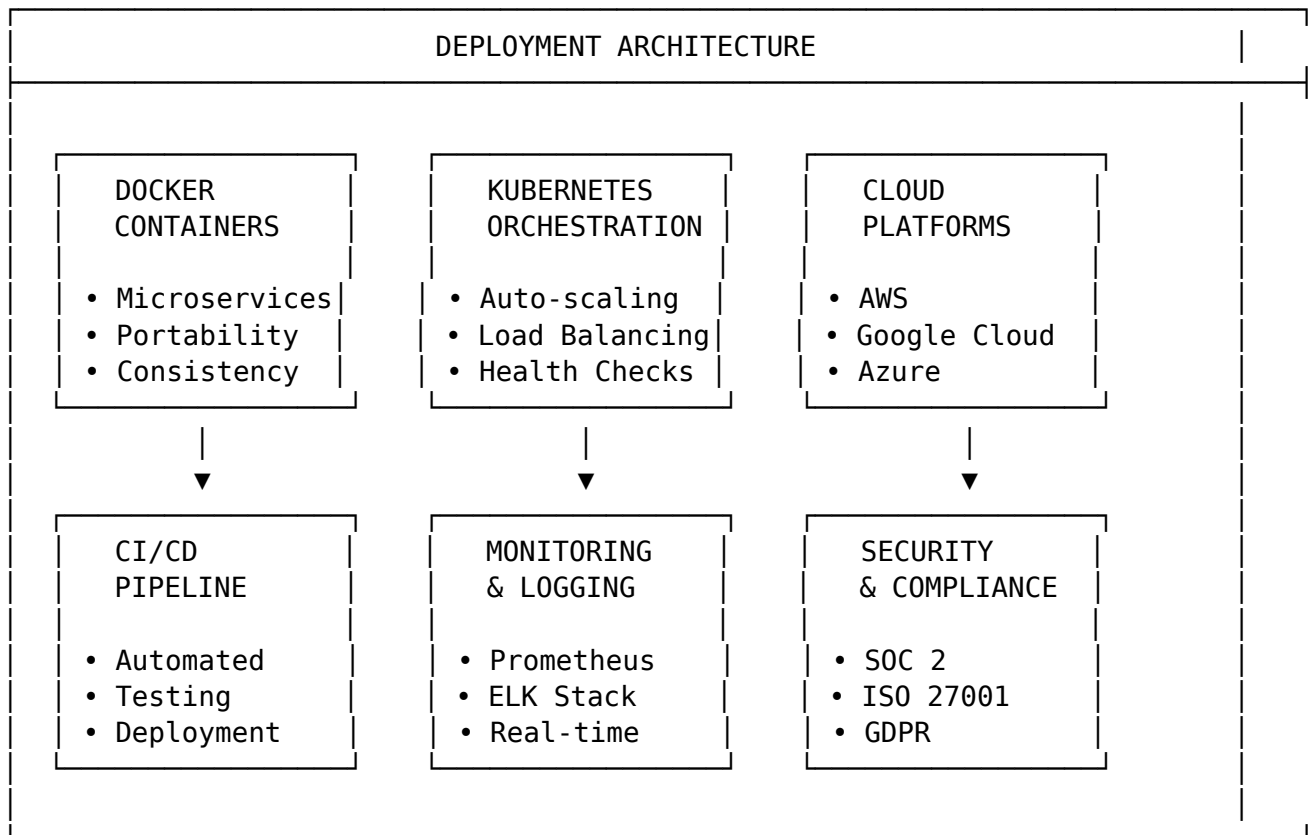 DEPLOYMENT ARCHITECTURE
DOCKER
CONTAINERS
• Microservices
• Portability
• Consistency
KUBERNETES
ORCHESTRATION
• Auto-scaling
• Load Balancing
• Health Checks
CLOUD
PLATFORMS
• AWS
• Google Cloud
• Azure
CI/CD
PIPELINE
• Automated
• Testing
• Deployment
MONITORING
& LOGGING
• Prometheus
• ELK Stack
• Real-time
SECURITY
& COMPLIANCE
• SOC 2
• ISO 27001
• GDPR